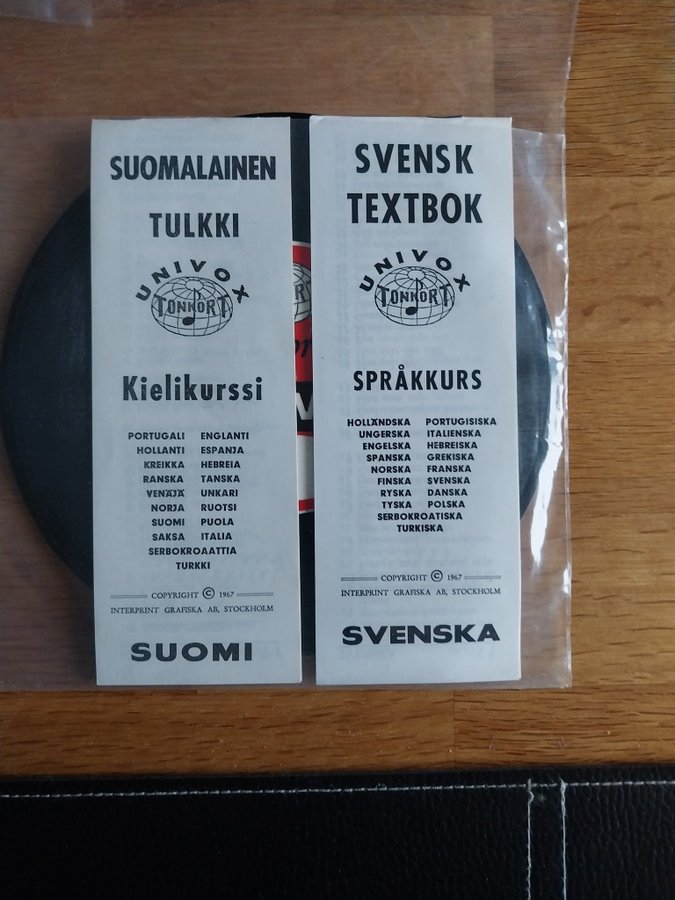 SUOMALAINEN
TULKKI
UNIVOX
TONKORT
Kielikurssi
PORTUGALI ENGLANTI
HOLLANTI ESPANJA
KREIKKA HEBREIA
RANSKA TANSKA
VENÄJÄ UNKARI
NORJA RUOTSI
SUOMI PUOLA
SAKSA ITALIA
SERBOKROAATTIA
TURKKI
COPYRIGHT © 1967
INTERPRINT GRAFISKA AB, STOCKHOLM
SUOMI
SVENSK
TEXTBOK
UNIVOX
TONKORT
SPRÅKKURS
HOLLÄNDSKA PORTUGISISKA
UNGERSKA ITALIENSKA
ENGELSKA HEBREISKA
SPANSKA GREKISKA
NORSKA FRANSKA
FINSKA SVENSKA
RYSKA DANSKA
TYSKA POLSKA
SERBOKROATISKA
TURKISKA
COPYRIGHT © 1967
INTERPRINT GRAFISKA AB, STOCKHOLM
SVENSKA